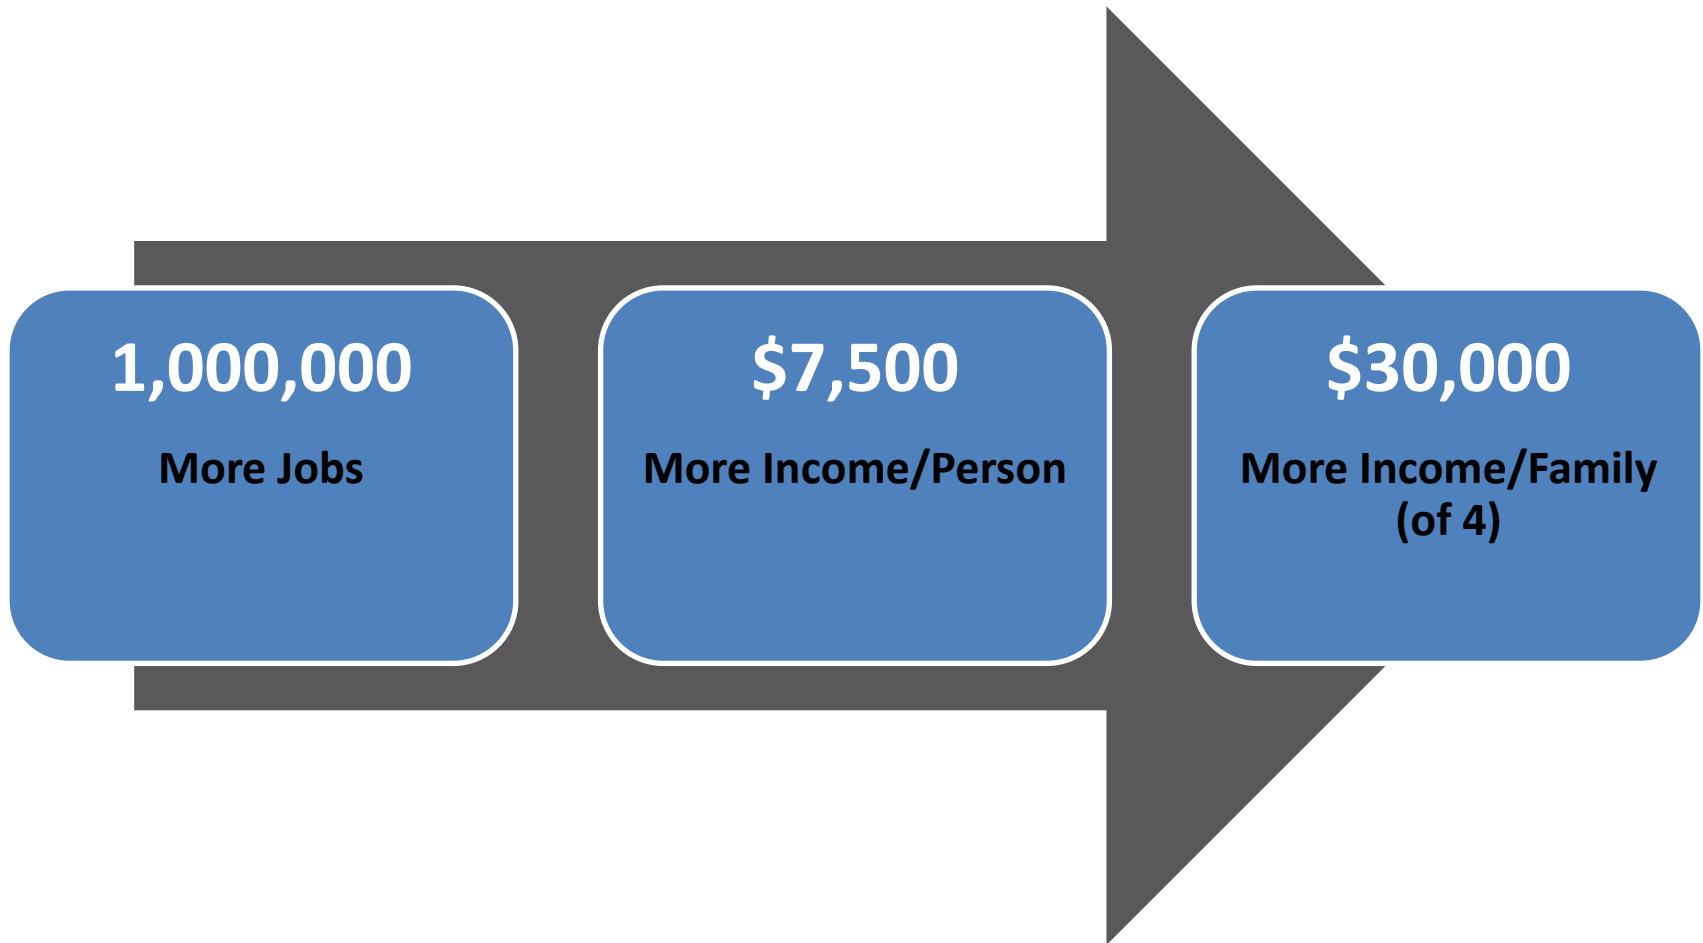 1,000,000
More Jobs
$7,500
More Income/Person
$30,000
More Income/Family
(of 4)